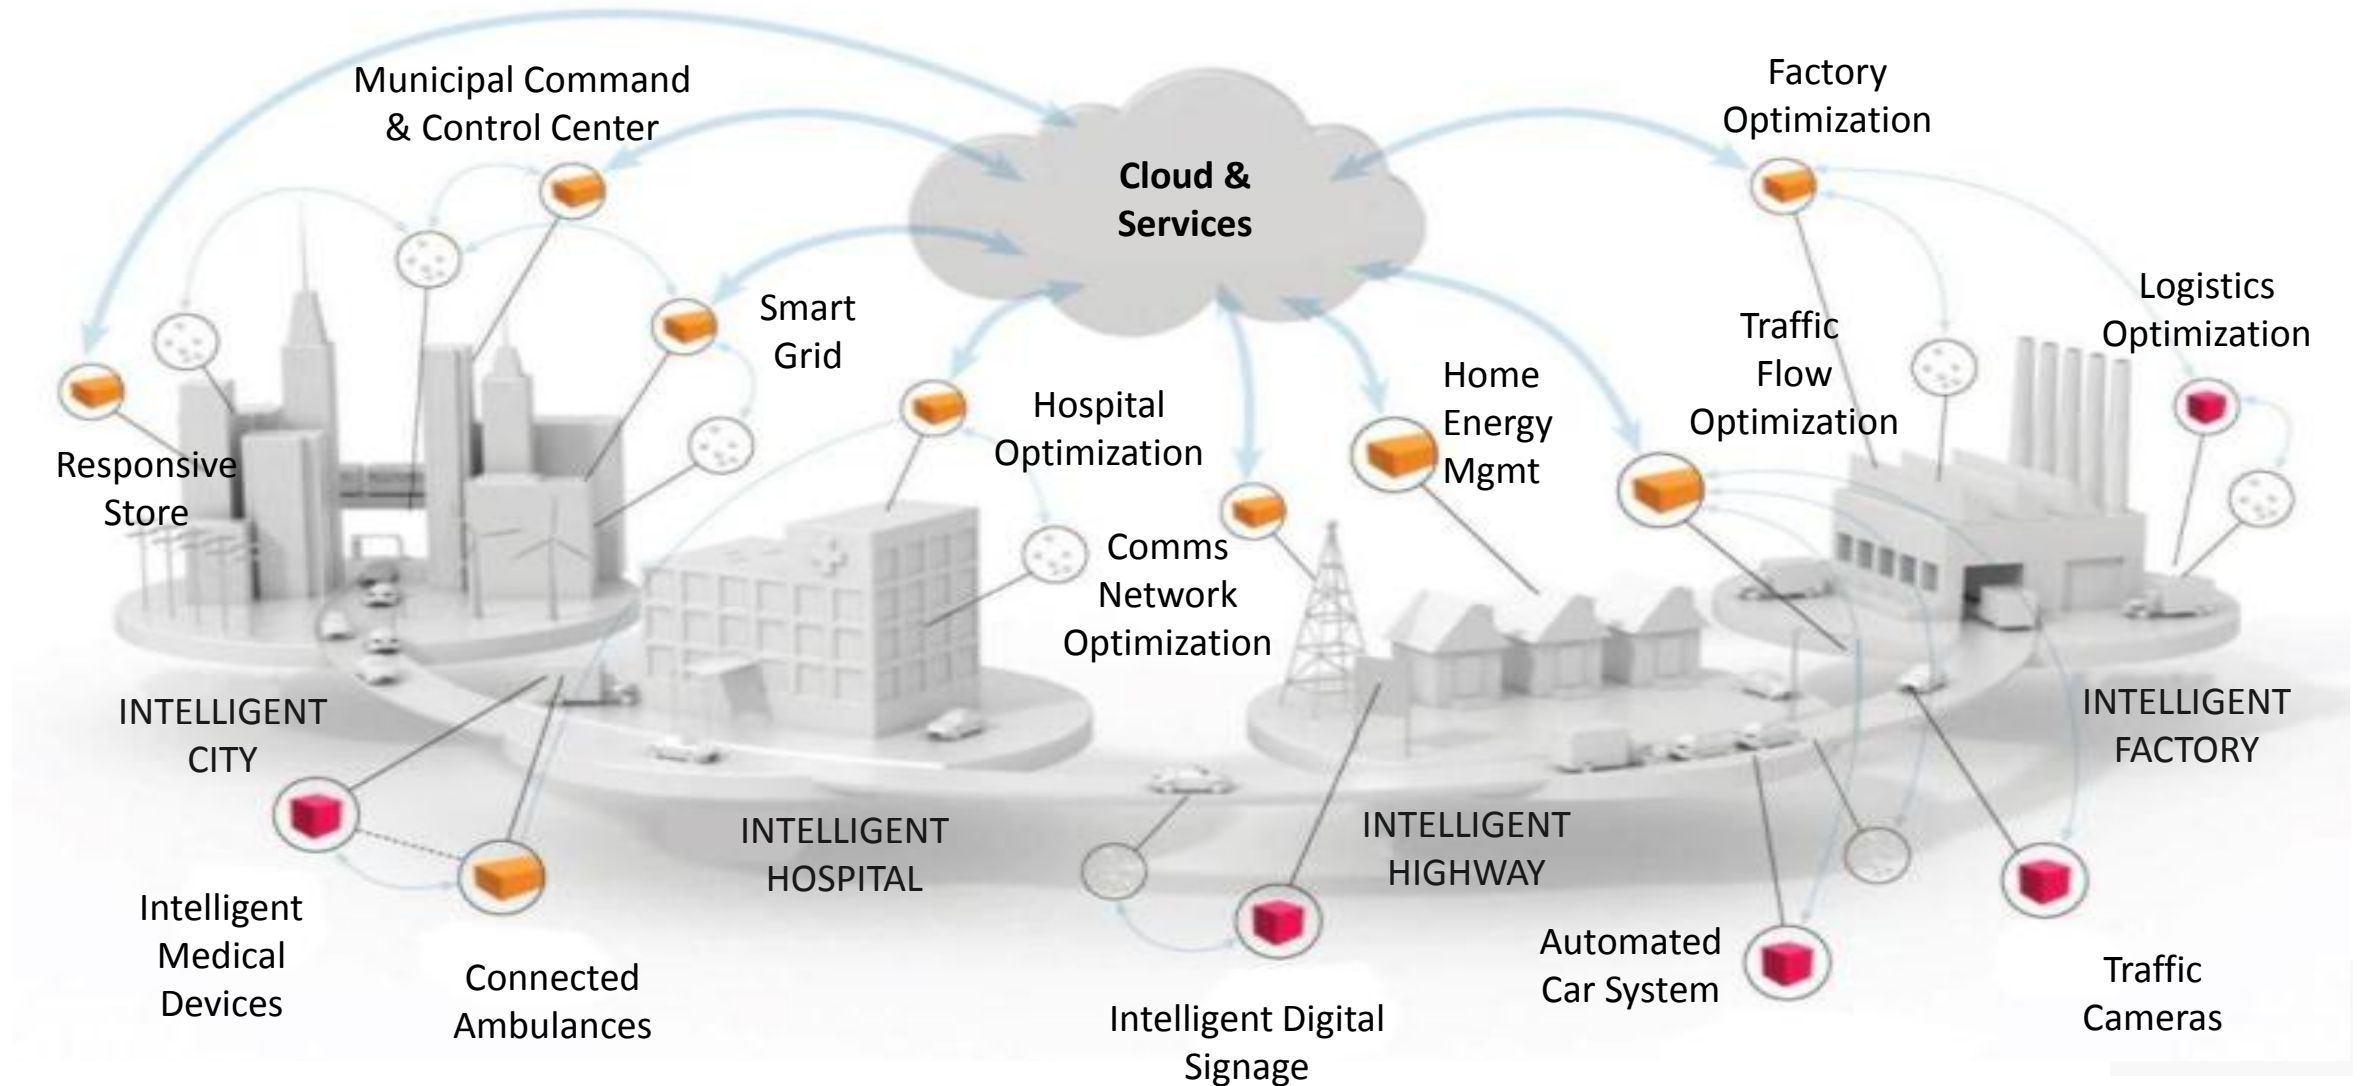 Municipal Command
& Control Center
Cloud &
Services
Factory
Optimization
Smart
Grid
Logistics
Optimization
Traffic
Flow
Optimization
Home
Energy
Mgmt
Hospital
Optimization
Responsive
Store
Comms
Network
Optimization
INTELLIGENT
CITY
INTELLIGENT
HOSPITAL
INTELLIGENT
HIGHWAY
INTELLIGENT
FACTORY
Intelligent
Medical
Devices
Connected
Ambulances
Intelligent Digital
Signage
Automated
Car System
Traffic
Cameras